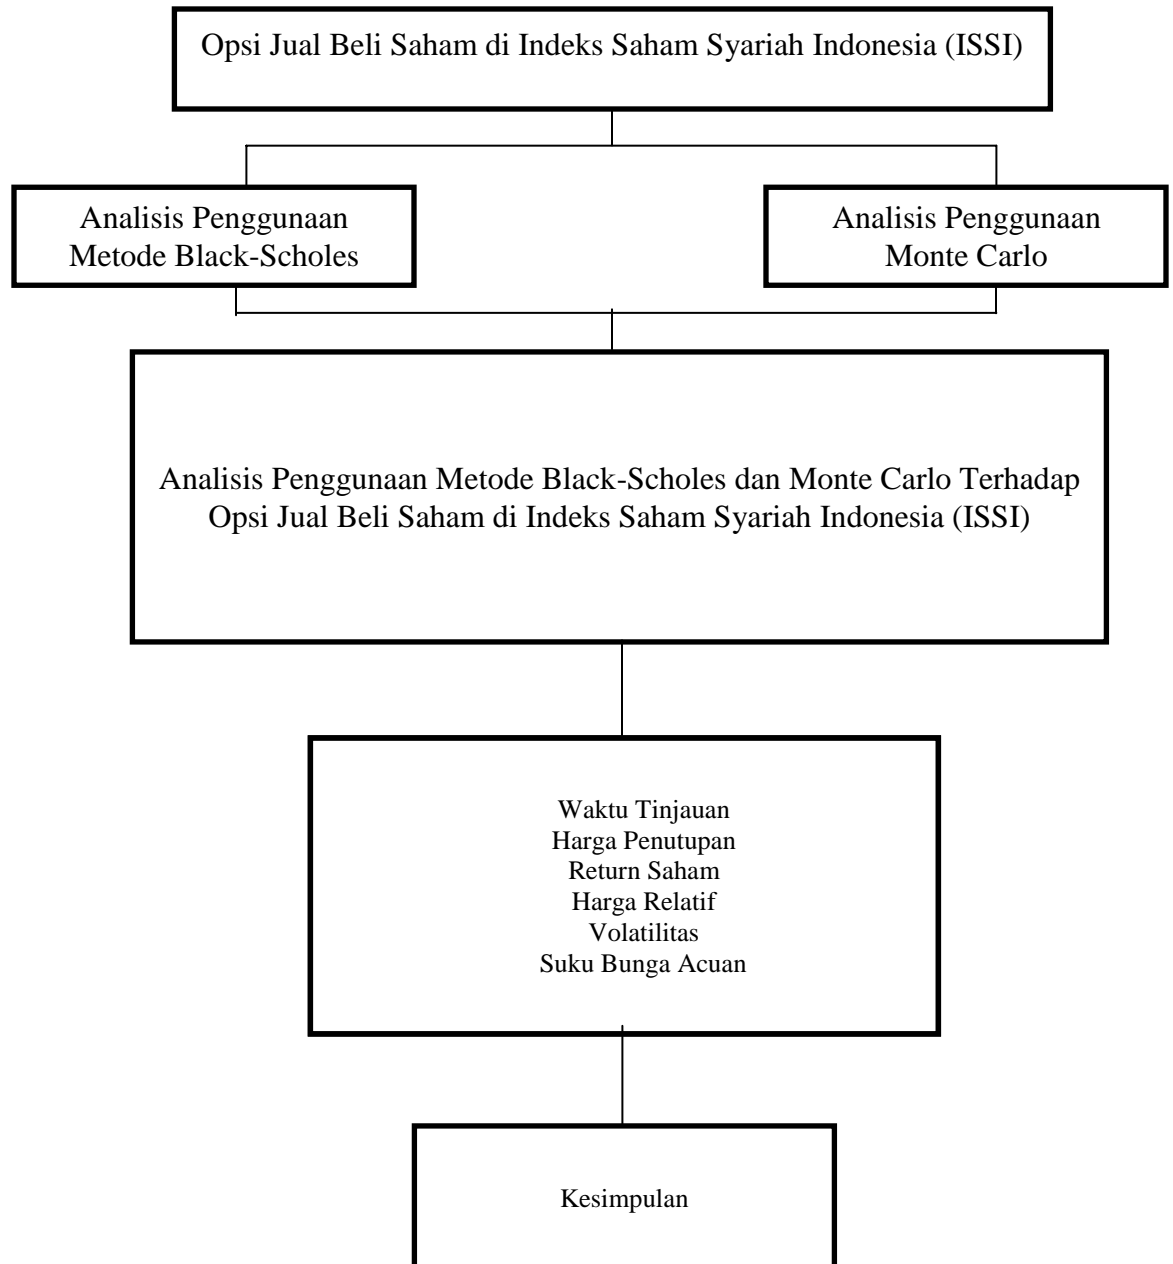 Opsi Jual Beli Saham di Indeks Saham Syariah Indonesia (ISSI)
Analisis Penggunaan
Metode Black-Scholes
Analisis Penggunaan
Monte Carlo
Analisis Penggunaan Metode Black-Scholes dan Monte Carlo Terhadap
Opsi Jual Beli Saham di Indeks Saham Syariah Indonesia (ISSI)
Waktu Tinjauan
Harga Penutupan
Return Saham
Harga Relatif
Volatilitas
Suku Bunga Acuan
Kesimpulan